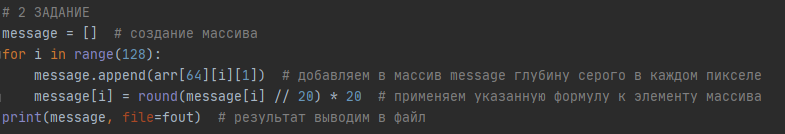 # 2 ЗАДАНИЕ
message = []  # создание массива
for i in range(128):
    message.append(arr[64][i][1])  # добавляем в массив message глубину серого в каждом пикселе
    message[i] = round(message[i] // 20) * 20  # применяем указанную формулу к элементу массива
print(message, file=fout)  # результат выводим в файл